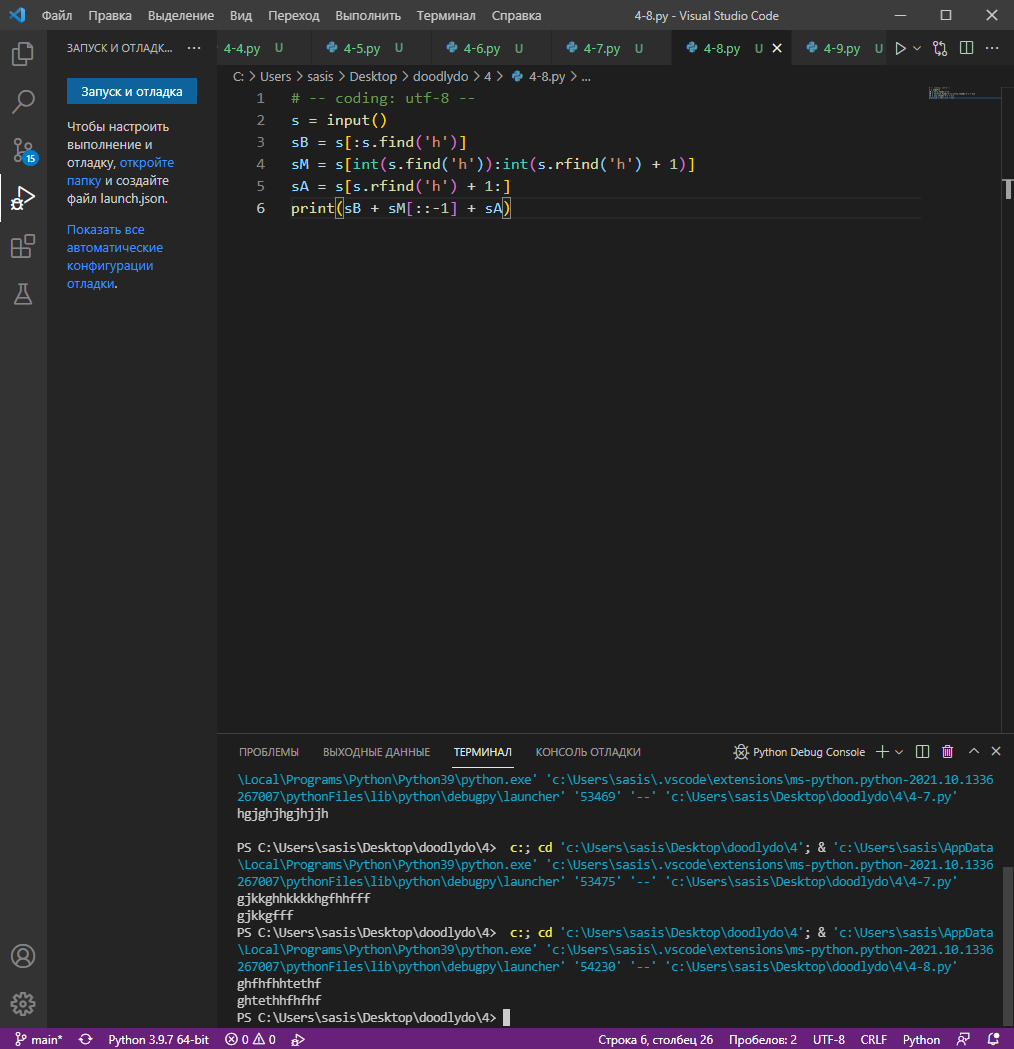 Файл Правка Выделение Вид Переход Выполнить Терминал Справка 4-8.py - Visual Studio Code
ЗАПУСК И ОТЛАДК... ... 4-4.py U 4-5.py U 4-6.py U 4-7.py U 4-8.py U 4-9.py U
C: > Users > sasis > Desktop > doodlydo > 4 > 4-8.py > ...
Запуск и отладка
Чтобы настроить
выполнение и
отладку, откройте
папку и создайте
файл launch.json.
Показать все
автоматические
конфигурации
отладки.
15
1 # -- coding: utf-8 --
2 s = input()
3 sB = s[:s.find('h')]
4 sM = s[int(s.find('h')):int(s.rfind('h') + 1)]
5 sA = s[s.rfind('h') + 1:]
6 print(sB + sM[::-1] + sA)
ПРОБЛЕМЫ ВЫХОДНЫЕ ДАННЫЕ ТЕРМИНАЛ КОНСОЛЬ ОТЛАДКИ Python Debug Console
\Local\Programs\Python\Python39\python.exe' 'c:\Users\sasis\.vscode\extensions\ms-python.python-2021.10.1336
267007\pythonFiles\lib\python\debugpy\launcher' '53469' '--' 'c:\Users\sasis\Desktop\doodlydo\4\4-7.py'
hgjghjhgjhjjh
PS C:\Users\sasis\Desktop\doodlydo\4> c:; cd 'c:\Users\sasis\Desktop\doodlydo\4'; & 'c:\Users\sasis\AppData
\Local\Programs\Python\Python39\python.exe' 'c:\Users\sasis\.vscode\extensions\ms-python.python-2021.10.1336
267007\pythonFiles\lib\python\debugpy\launcher' '53475' '--' 'c:\Users\sasis\Desktop\doodlydo\4\4-7.py'
gjkkghhkkkkhgfhhfff
gjkkgfff
PS C:\Users\sasis\Desktop\doodlydo\4> c:; cd 'c:\Users\sasis\Desktop\doodlydo\4'; & 'c:\Users\sasis\AppData
\Local\Programs\Python\Python39\python.exe' 'c:\Users\sasis\.vscode\extensions\ms-python.python-2021.10.1336
267007\pythonFiles\lib\python\debugpy\launcher' '54230' '--' 'c:\Users\sasis\Desktop\doodlydo\4\4-8.py'
ghfhfhhtethf
ghtethhfhfhf
PS C:\Users\sasis\Desktop\doodlydo\4>
main* Python 3.9.7 64-bit 0 0 Строка 6, столбец 26 Пробелов: 2 UTF-8 CRLF Python